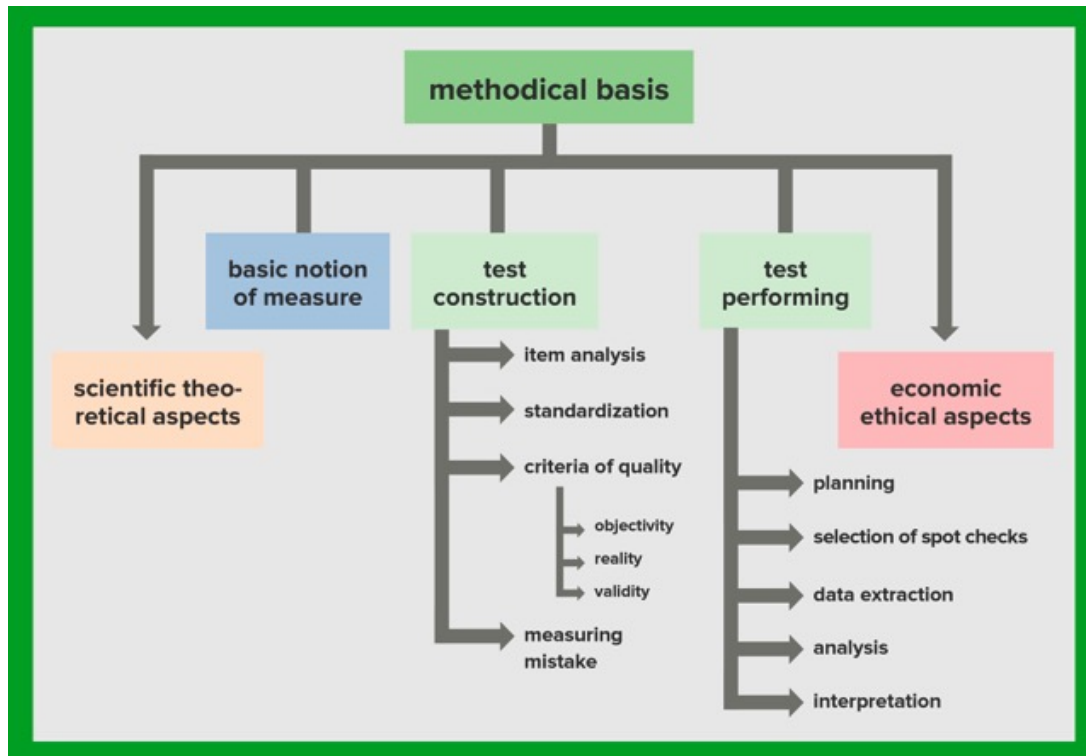 methodical basis
basic notion
of measure
test
construction
test
performing
scientific theo-
retical aspects
economic
ethical aspects
item analysis
standardization
criteria of quality
objectivity
reality
validity
measuring
mistake
planning
selection of spot checks
data extraction
analysis
interpretation